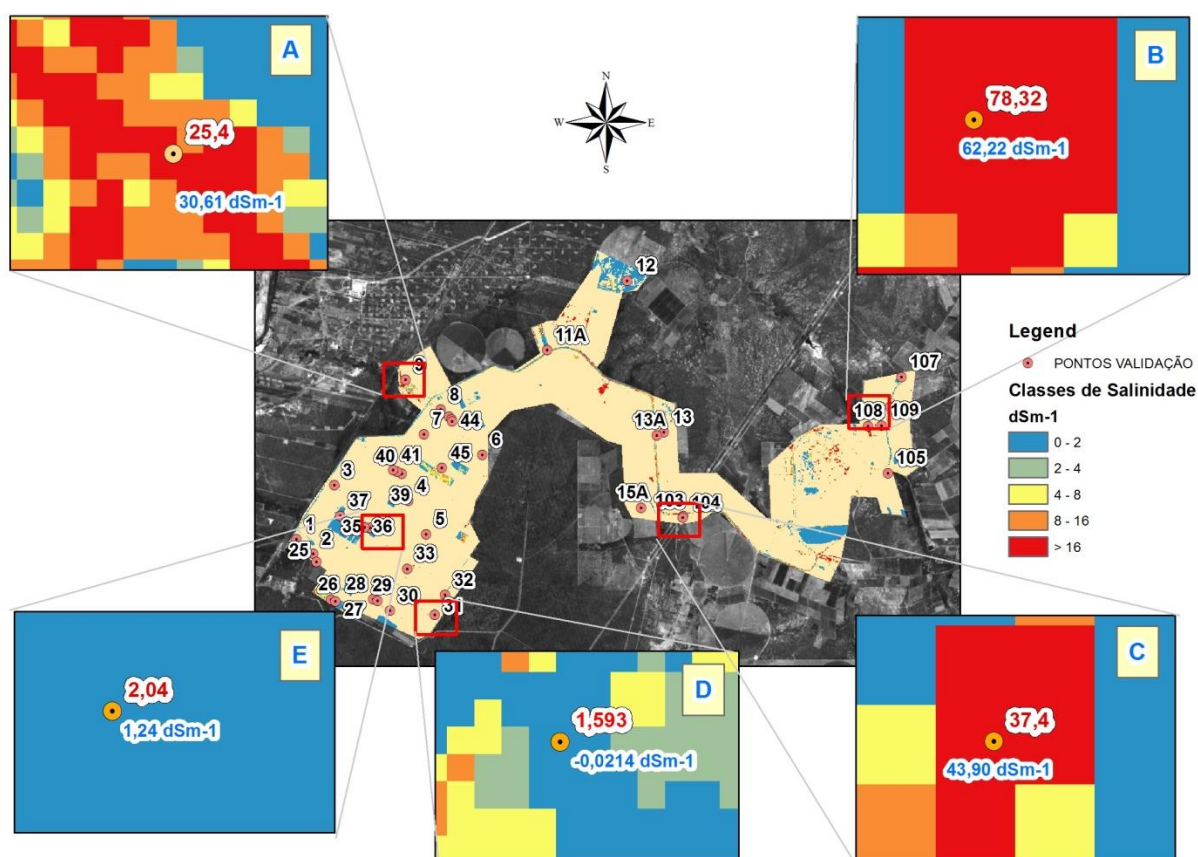 A
25,4
30,61 dSm-1
N
W
E
S
B
78,32
62,22 dSm-1
12
11A
9
8
7
44
6
40
41
45
4
3
39
37
35
36
5
1
2
25
33
26
28
29
27
30
32
31
13A
13
15A
103
104
107
108
109
105
Legend
PONTOS VALIDAÇÃO
Classes de Salinidade
dSm-1
0 - 2
2 - 4
4 - 8
8 - 16
> 16
E
2,04
1,24 dSm-1
D
1,593
-0,0214 dSm-1
C
37,4
43,90 dSm-1